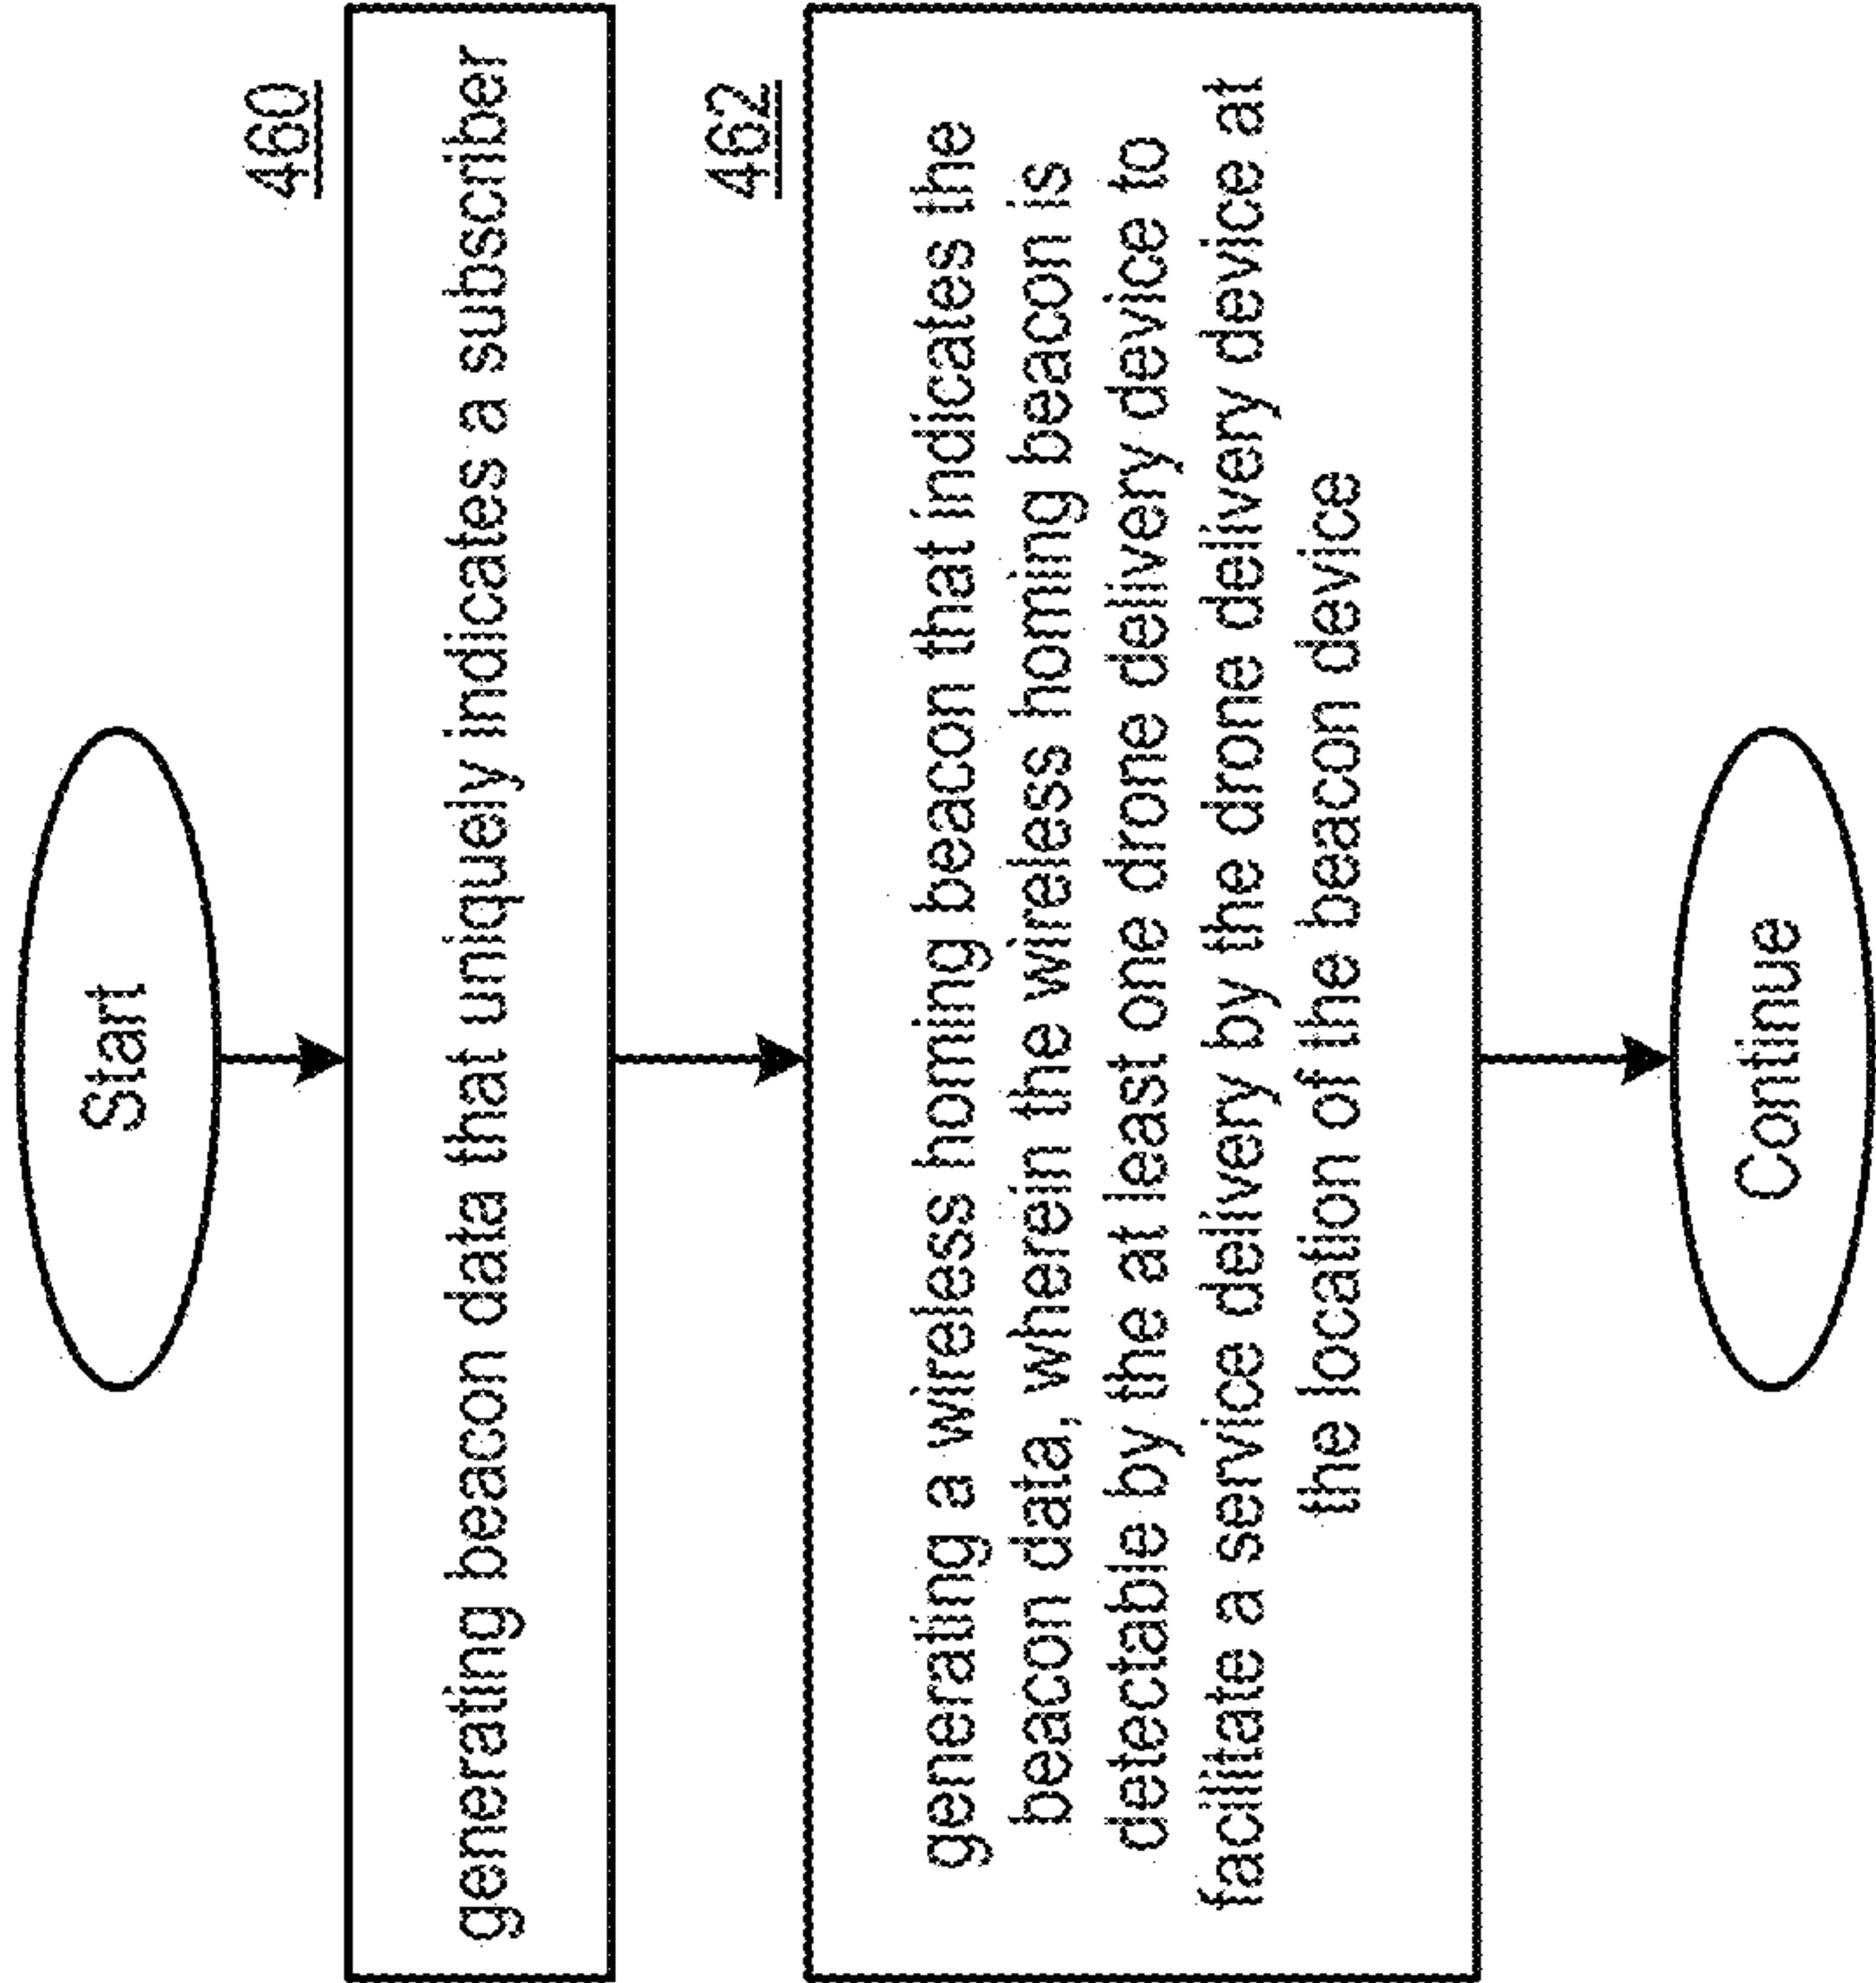 Start
460
generating beacon data that uniquely indicates a subscriber
462
generating a wireless homing beacon that indicates the
beacon data, wherein the wireless homing beacon is
detectable by the at least one drone delivery device to
facilitate a service delivery by the drone delivery device at
the location of the beacon device
Continue